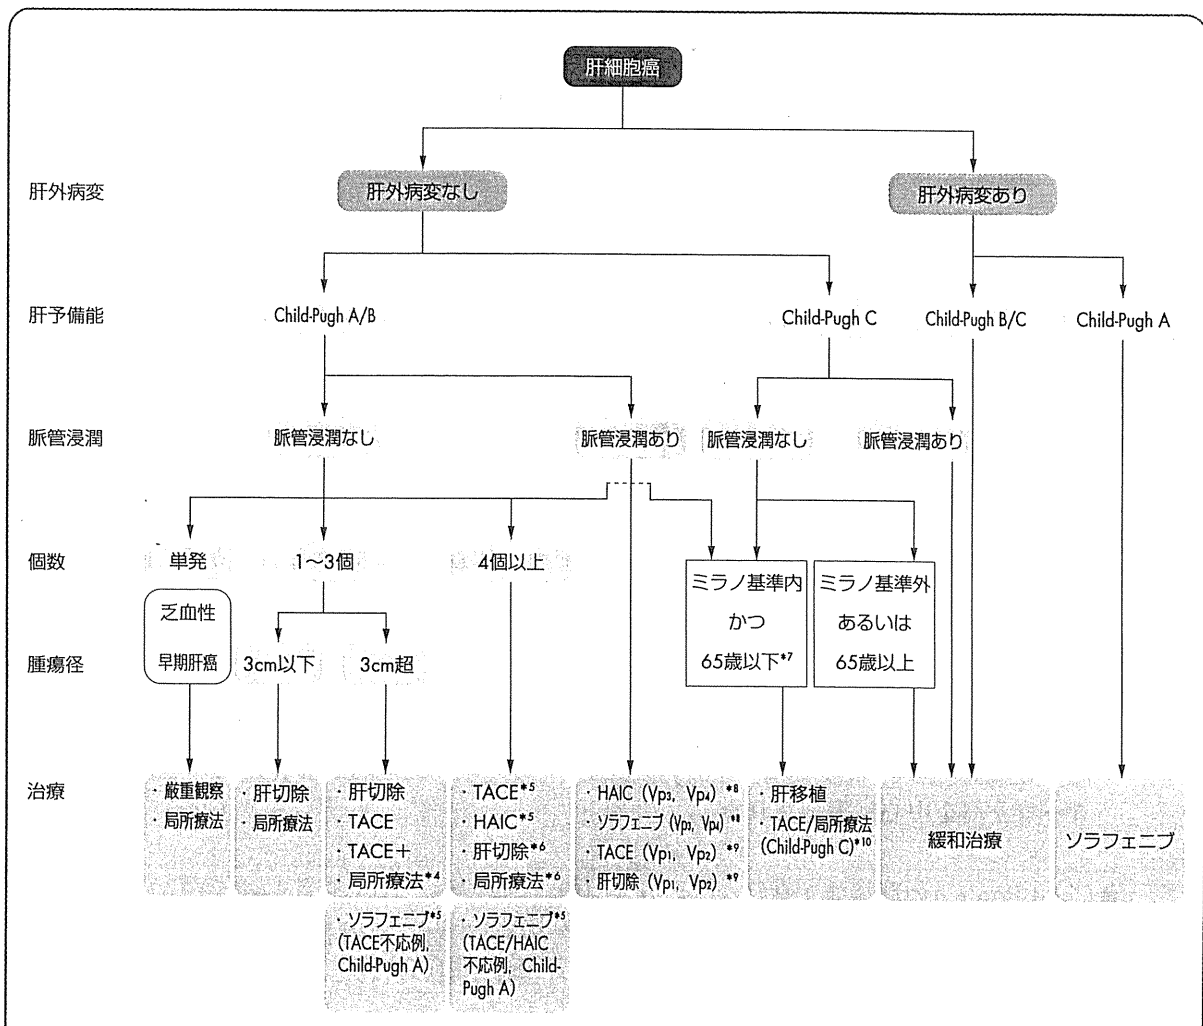 肝細胞癌
肝外病変
肝外病変なし
肝外病変あり
肝予備能
Child-Pugh A/B
Child-Pugh C
Child-Pugh B/C
Child-Pugh A
脈管浸潤
脈管浸潤なし
脈管浸潤あり
脈管浸潤なし
脈管浸潤あり
個数
単発
1〜3個
4個以上
乏血性
早期肝癌
ミラノ基準内
かつ
65歳以下*7
ミラノ基準外
あるいは
65歳以上
腫瘍径
3cm以下
3cm超
治療
・厳重観察
・局所療法
・肝切除
・局所療法
・肝切除
・TACE
・TACE+
・局所療法*4
・ソラフェニブ*5
(TACE不応例,
Child-Pugh A)
・TACE*5
・HAIC*5
・肝切除*6
・局所療法*6
・ソラフェニブ*5
(TACE/HAIC
不応例, Child-
Pugh A)
・HAIC (Vp3, Vp4) *8
・ソラフェニブ (Vp3, Vp4) *8
・TACE (Vp1, Vp2) *9
・肝切除 (Vp1, Vp2) *9
・肝移植
・TACE/局所療法
(Child-Pugh C)*10
緩和治療
ソラフェニブ